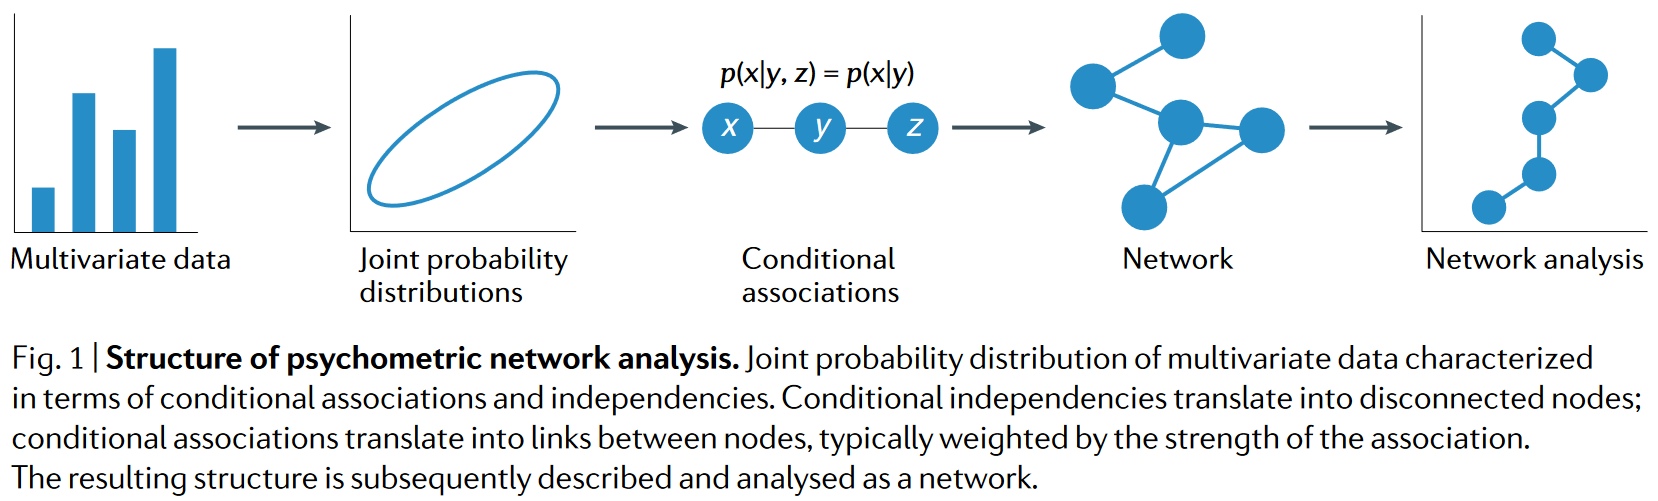 p(x|y, z) = p(x|y)
x y z
Multivariate data
Joint probability
distributions
Conditional
associations
Network
Network analysis
Fig. 1 | Structure of psychometric network analysis. Joint probability distribution of multivariate data characterized
in terms of conditional associations and independencies. Conditional independencies translate into disconnected nodes;
conditional associations translate into links between nodes, typically weighted by the strength of the association.
The resulting structure is subsequently described and analysed as a network.